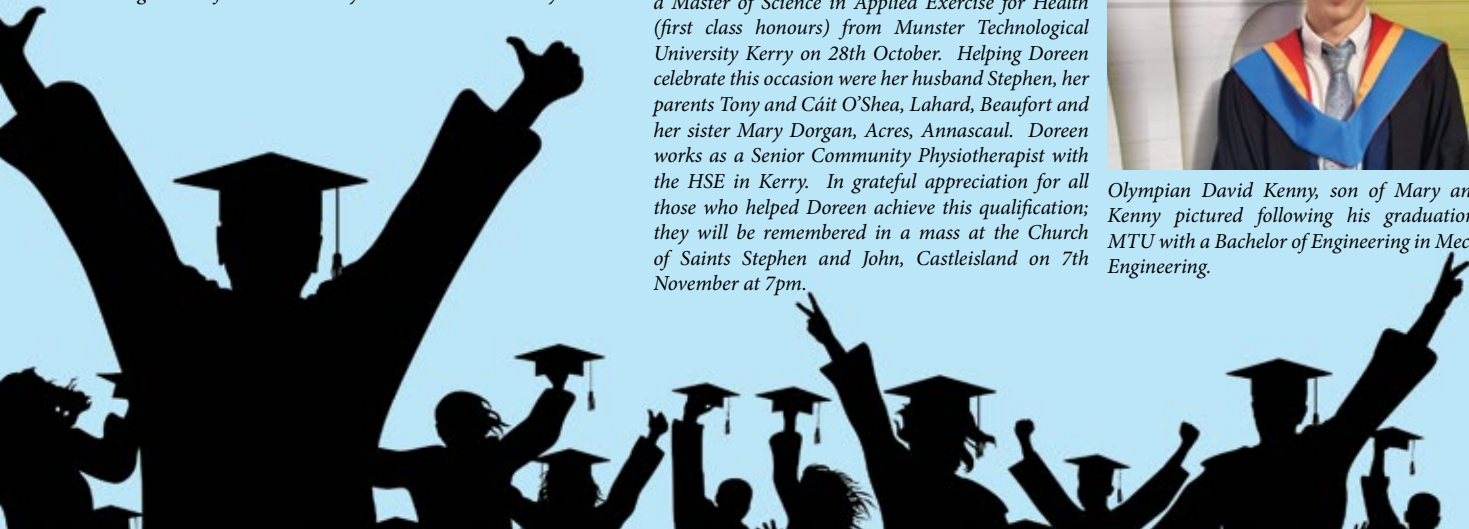 a Master of Science in Applied Exercise for Health
(first class honours) from Munster Technological
University Kerry on 28th October. Helping Doreen
celebrate this occasion were her husband Stephen, her
parents Tony and Cáit O’Shea, Lahard, Beaufort and
her sister Mary Dorgan, Acres, Annascaul. Doreen
works as a Senior Community Physiotherapist with
the HSE in Kerry. In grateful appreciation for all
those who helped Doreen achieve this qualification;
they will be remembered in a mass at the Church
of Saints Stephen and John, Castleisland on 7th
November at 7pm.
Olympian David Kenny, son of Mary an
Kenny pictured following his graduation
MTU with a Bachelor of Engineering in Mec
Engineering.